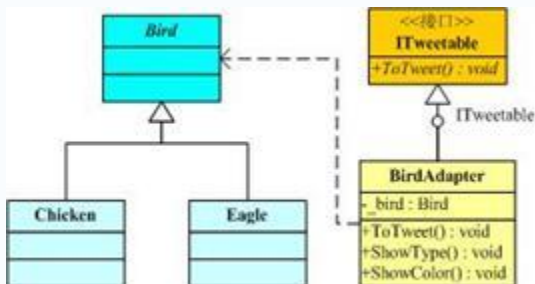 Bird
<<接口>>
ITweetable
+ToTweet() : void
ITweetable
BirdAdapter
-_bird : Bird
+ToTweet() : void
+ShowType() : void
+ShowColor() : void
Chicken
Eagle